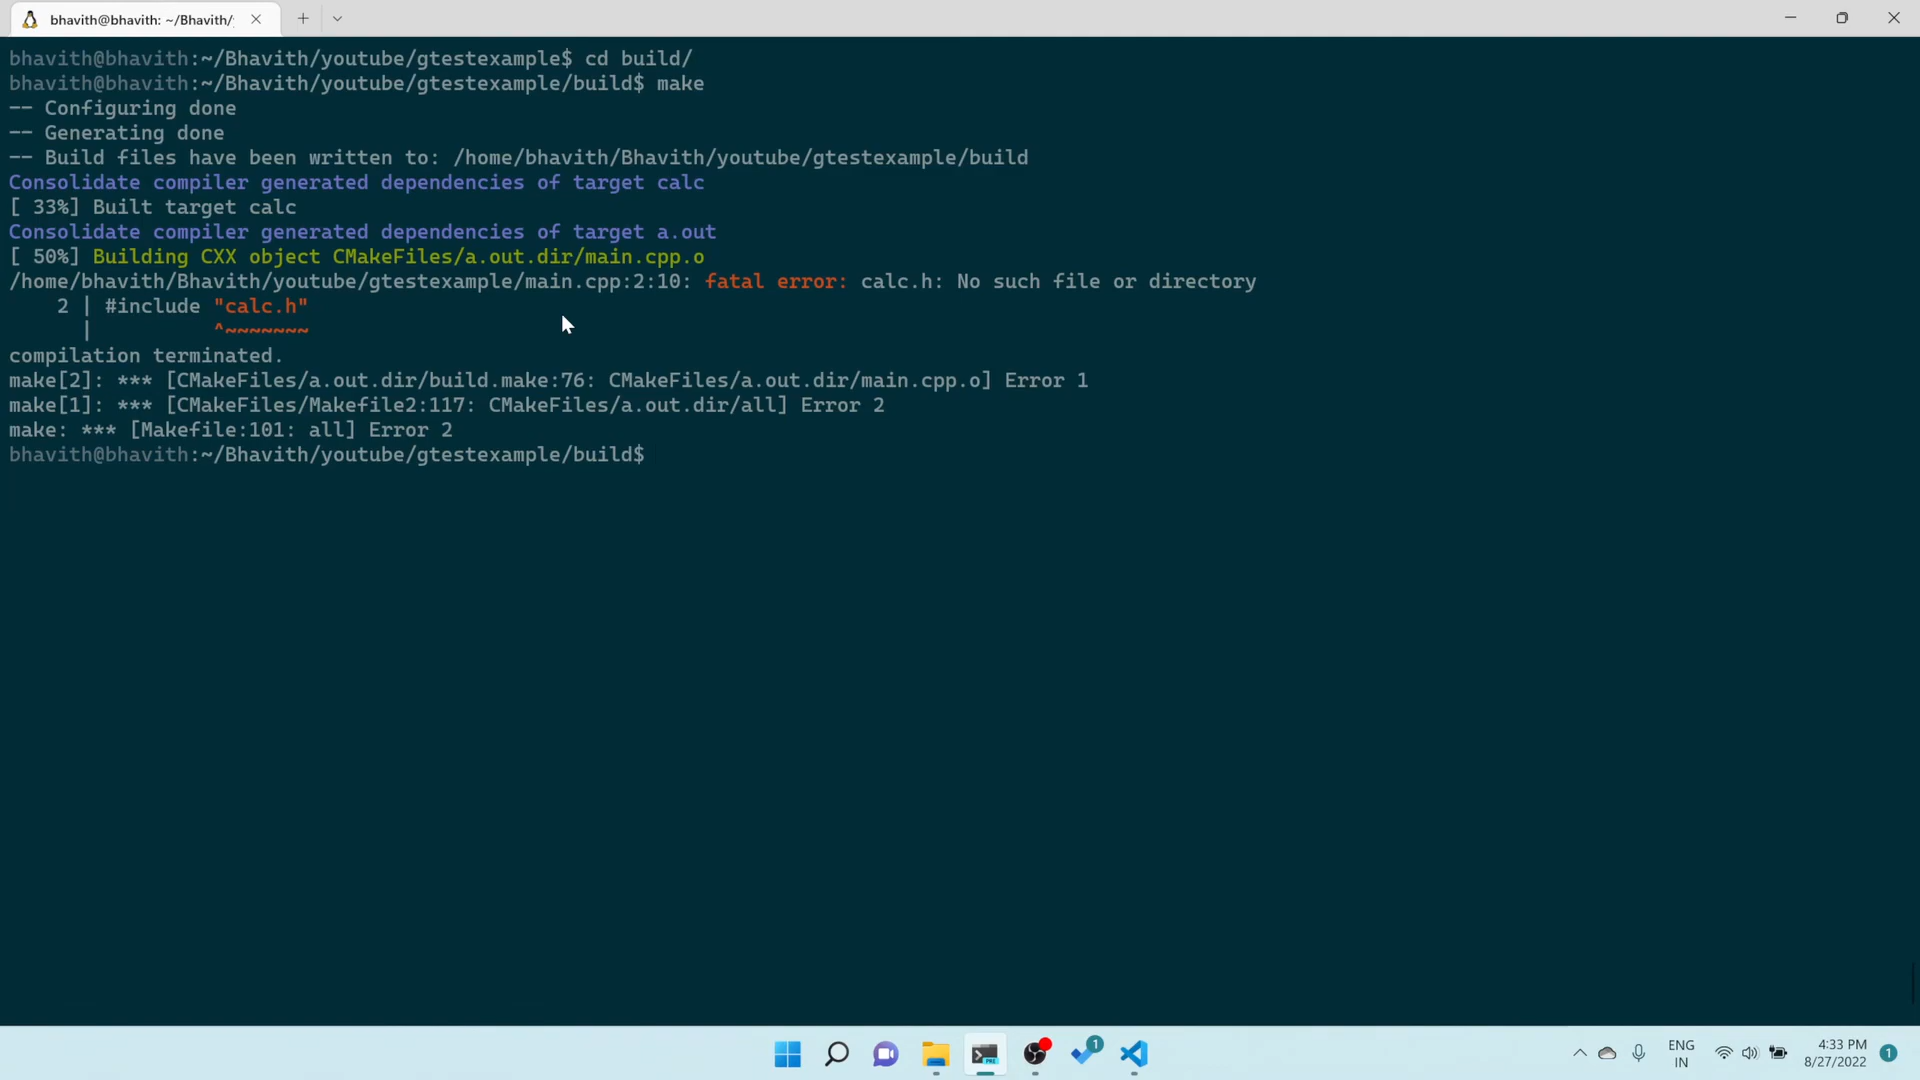 bhavith@bhavith: ~/Bhavith/y
bhavith@bhavith:~/Bhavith/youtube/gtestexample$ cd build/
bhavith@bhavith:~/Bhavith/youtube/gtestexample/build$ make
-- Configuring done
-- Generating done
-- Build files have been written to: /home/bhavith/Bhavith/youtube/gtestexample/build
Consolidate compiler generated dependencies of target calc
[ 33%] Built target calc
Consolidate compiler generated dependencies of target a.out
[ 50%] Building CXX object CMakeFiles/a.out.dir/main.cpp.o
/home/bhavith/Bhavith/youtube/gtestexample/main.cpp:2:10: fatal error: calc.h: No such file or directory
    2 | #include "calc.h"
      |          ^~~~~~~~
compilation terminated.
make[2]: *** [CMakeFiles/a.out.dir/build.make:76: CMakeFiles/a.out.dir/main.cpp.o] Error 1
make[1]: *** [CMakeFiles/Makefile2:117: CMakeFiles/a.out.dir/all] Error 2
make: *** [Makefile:101: all] Error 2
bhavith@bhavith:~/Bhavith/youtube/gtestexample/build$
1
ENG
IN
4:33 PM
8/27/2022
1